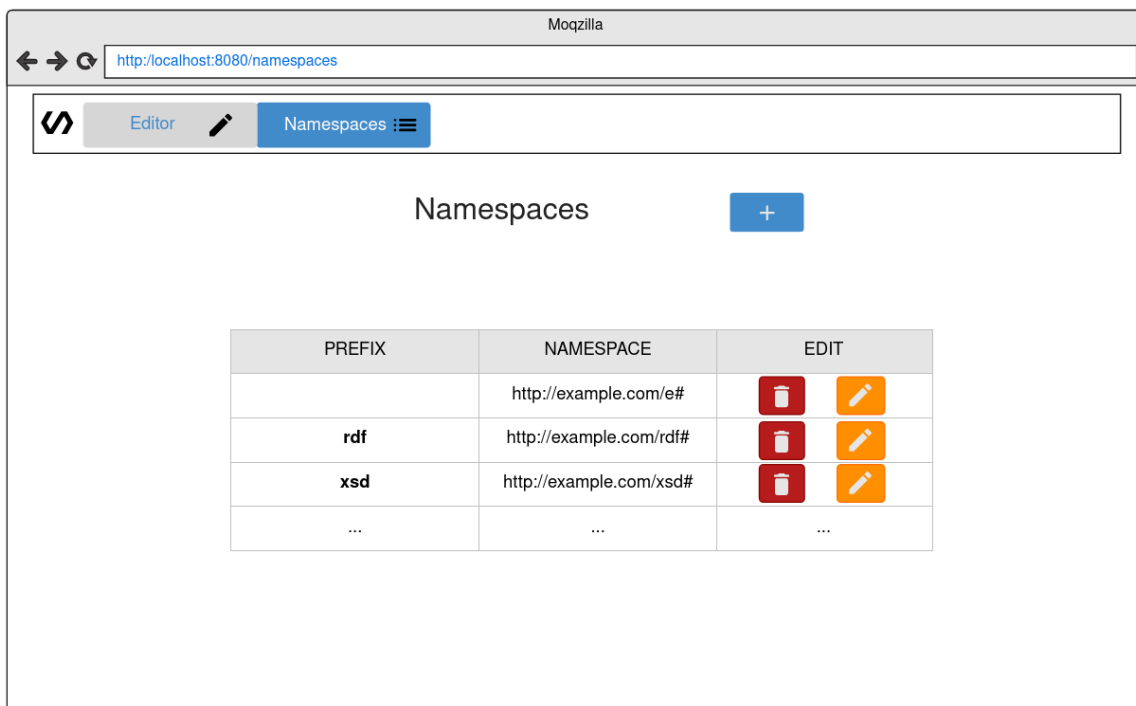 Moqzilla
http:/localhost:8080/namespaces
Editor
Namespaces
Namespaces +
PREFIX NAMESPACE EDIT
http://example.com/e#
rdf http://example.com/rdf#
xsd http://example.com/xsd#
... ... ...